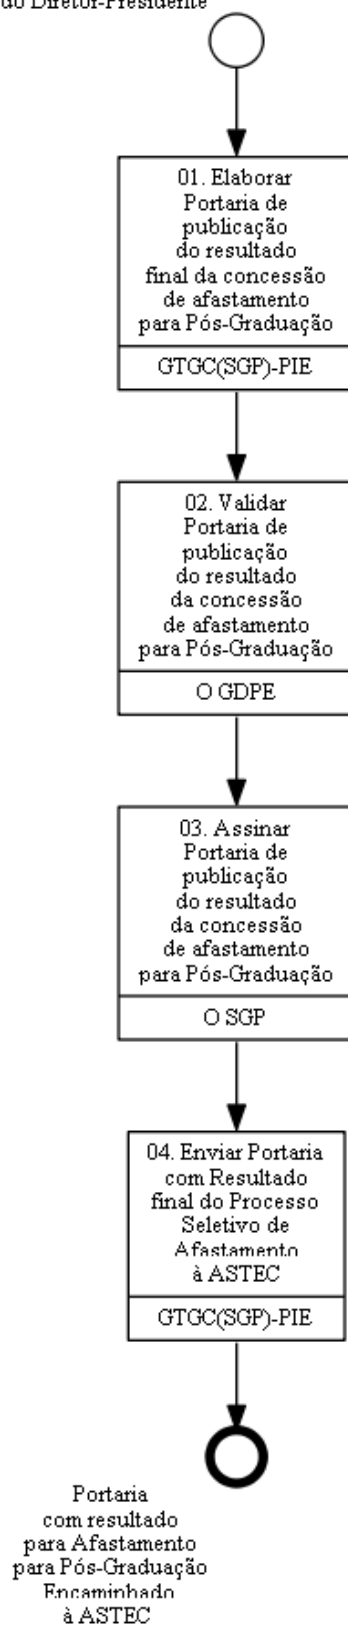 do Diretor-Presidente
01. Elaborar
Portaria de
publicação
do resultado
final da concessão
de afastamento
para Pós-Graduação
GTGC(SGP)-PIE
02. Validar
Portaria de
publicação
do resultado
da concessão
de afastamento
para Pós-Graduação
O GDPE
03. Assinar
Portaria de
publicação
do resultado
da concessão
de afastamento
para Pós-Graduação
O SGP
04. Enviar Portaria
com Resultado
final do Processo
Seletivo de
Afastamento
à ASTEC
GTGC(SGP)-PIE
Portaria
com resultado
para Afastamento
para Pós-Graduação
Encaminhado
à ASTEC